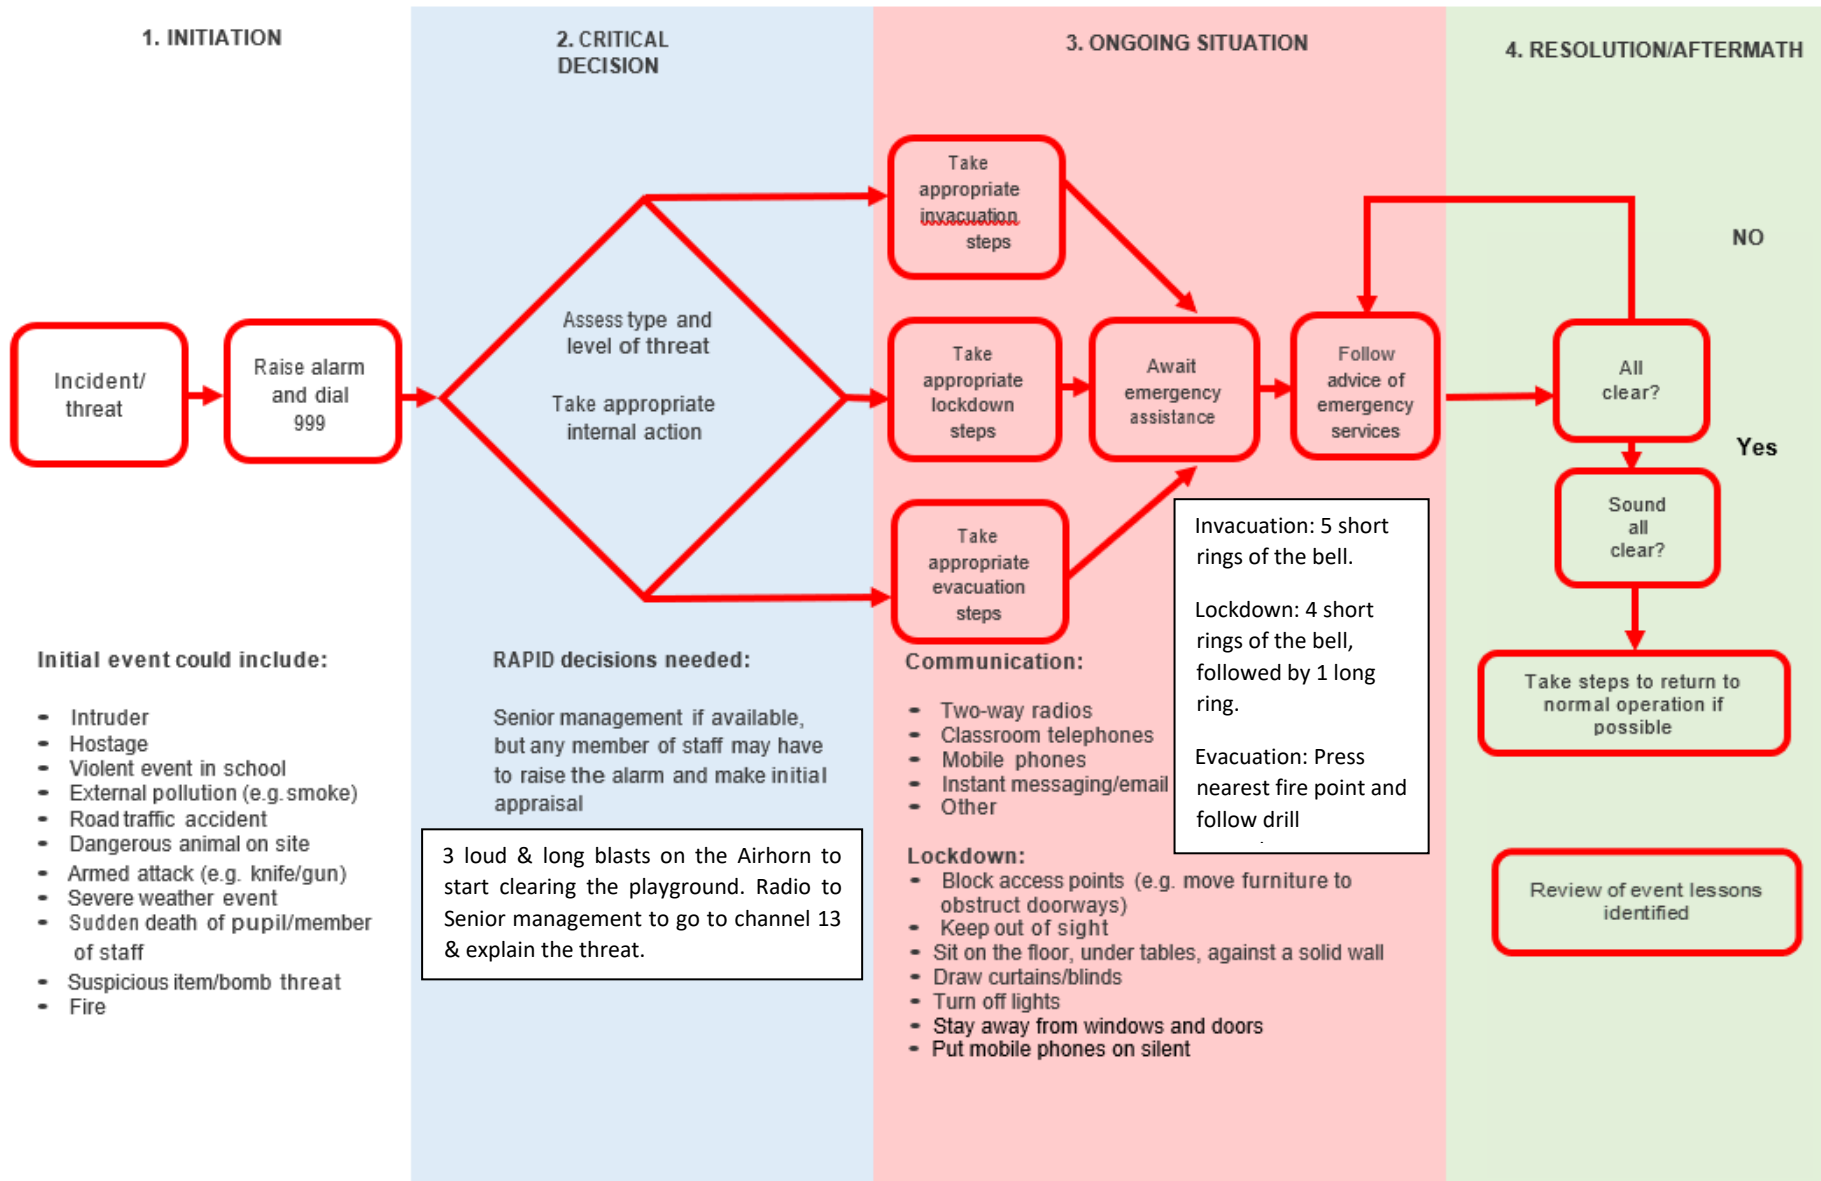 1. INITIATION
2. CRITICAL
DECISION
3. ONGOING SITUATION
4. RESOLUTION/AFTERMATH
Incident/
threat
Raise alarm
and dial
999
Assess type and
level of threat
Take appropriate
internal action
Take
appropriate
invacuation
steps
Take
appropriate
lockdown
steps
Take
appropriate
evacuation
steps
Await
emergency
assistance
Follow
advice of
emergency
services
All
clear?
NO
Yes
Sound
all
clear?
Take steps to return to
normal operation if
possible
Review of event lessons
identified
Initial event could include:
- Intruder
- Hostage
- Violent event in school
- External pollution (e.g. smoke)
- Road traffic accident
- Dangerous animal on site
- Armed attack (e.g. knife/gun)
- Severe weather event
- Sudden death of pupil/member
of staff
- Suspicious item/bomb threat
- Fire
RAPID decisions needed:
Senior management if available,
but any member of staff may have
to raise the alarm and make initial
appraisal
3 loud & long blasts on the Airhorn to
start clearing the playground. Radio to
Senior management to go to channel 13
& explain the threat.
Communication:
- Two-way radios
- Classroom telephones
- Mobile phones
- Instant messaging/email
- Other
Invacuation: 5 short
rings of the bell.
Lockdown: 4 short
rings of the bell,
followed by 1 long
ring.
Evacuation: Press
nearest fire point and
follow drill
Lockdown:
- Block access points (e.g. move furniture to
obstruct doorways)
- Keep out of sight
- Sit on the floor, under tables, against a solid wall
- Draw curtains/blinds
- Turn off lights
- Stay away from windows and doors
- Put mobile phones on silent